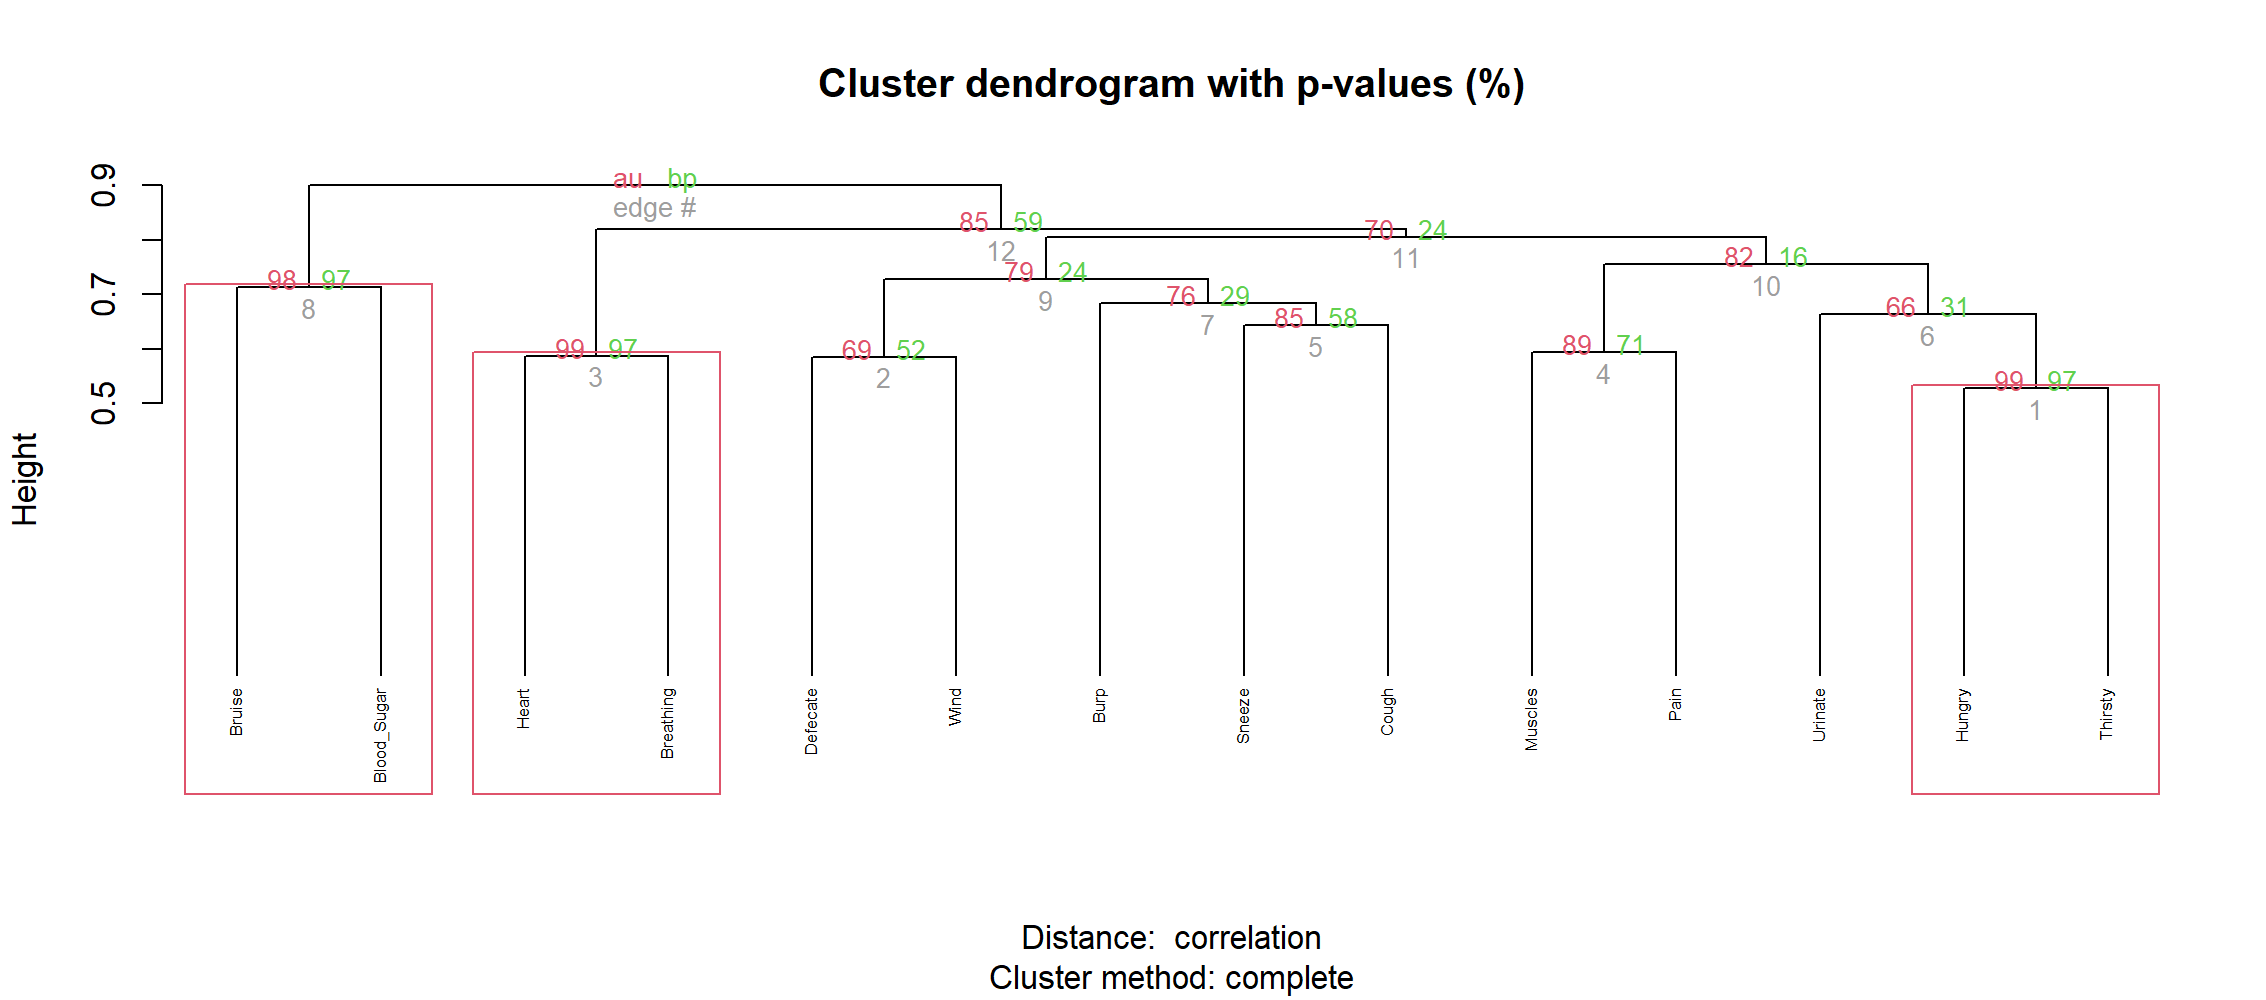 Cluster dendrogram with p-values (%)
Height
0.9
0.7
0.5
au bp
edge #
85 59
12
70 24
11
82 16
10
79 24
9
98 97
8
76 29
7
66 31
6
85 58
5
89 71
4
99 97
3
69 52
2
99 97
1
Bruise
Blood_Sugar
Heart
Breathing
Defecate
Wind
Burp
Sneeze
Cough
Muscles
Pain
Urinate
Hungry
Thirsty
Distance: correlation
Cluster method: complete